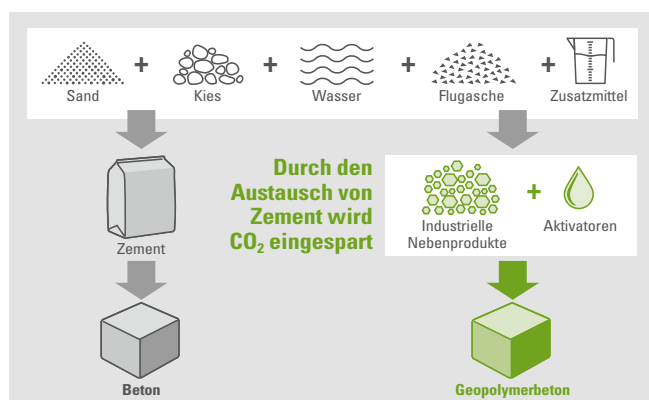 + + + +
Sand Kies Wasser Flugasche Zusatzmittel
Durch den
Austausch von
Zement wird
CO₂ eingespart
Zement
+
Industrielle
Nebenprodukte
Aktivatoren
Beton
Geopolymerbeton